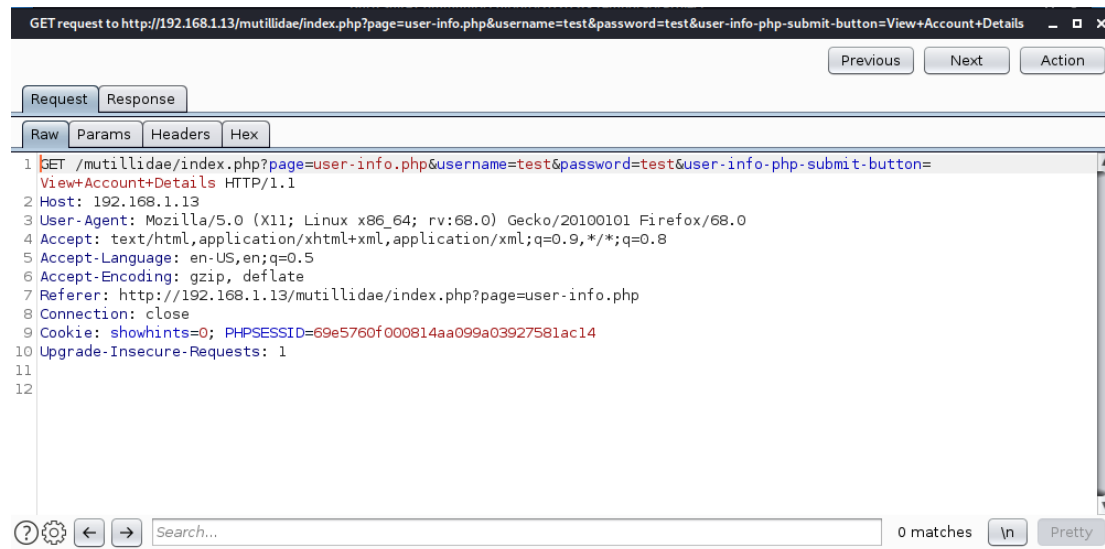 GET request to http://192.168.1.13/mutillidae/index.php?page=user-info.php&username=test&password=test&user-info-php-submit-button=View+Account+Details
Previous Next Action
Request Response
Raw Params Headers Hex
1 GET /mutillidae/index.php?page=user-info.php&username=test&password=test&user-info-php-submit-button=
View+Account+Details HTTP/1.1
2 Host: 192.168.1.13
3 User-Agent: Mozilla/5.0 (X11; Linux x86_64; rv:68.0) Gecko/20100101 Firefox/68.0
4 Accept: text/html,application/xhtml+xml,application/xml;q=0.9,*/*;q=0.8
5 Accept-Language: en-US,en;q=0.5
6 Accept-Encoding: gzip, deflate
7 Referer: http://192.168.1.13/mutillidae/index.php?page=user-info.php
8 Connection: close
9 Cookie: showhints=0; PHPSESSID=69e5760f000814aa099a03927581ac14
10 Upgrade-Insecure-Requests: 1
11
12
? Search... 0 matches \n Pretty